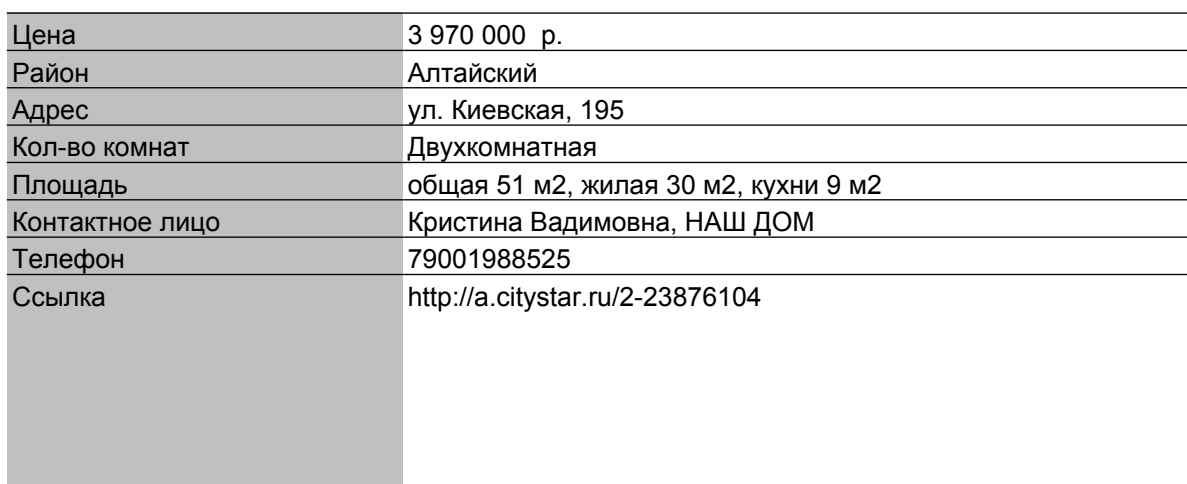 Цена 3 970 000 р.
Район Алтайский
Адрес ул. Киевская, 195
Кол-во комнат Двухкомнатная
Площадь общая 51 м2, жилая 30 м2, кухни 9 м2
Контактное лицо Кристина Вадимовна, НАШ ДОМ
Телефон 79001988525
Ссылка http://a.citystar.ru/2-23876104